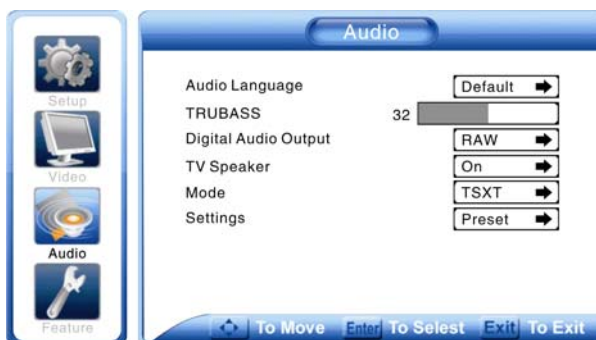 Audio
Setup
Video
Audio
Feature
Audio Language Default
TRUBASS 32
Digital Audio Output RAW
TV Speaker On
Mode TSXT
Settings Preset
To Move Enter To Selest Exit To Exit